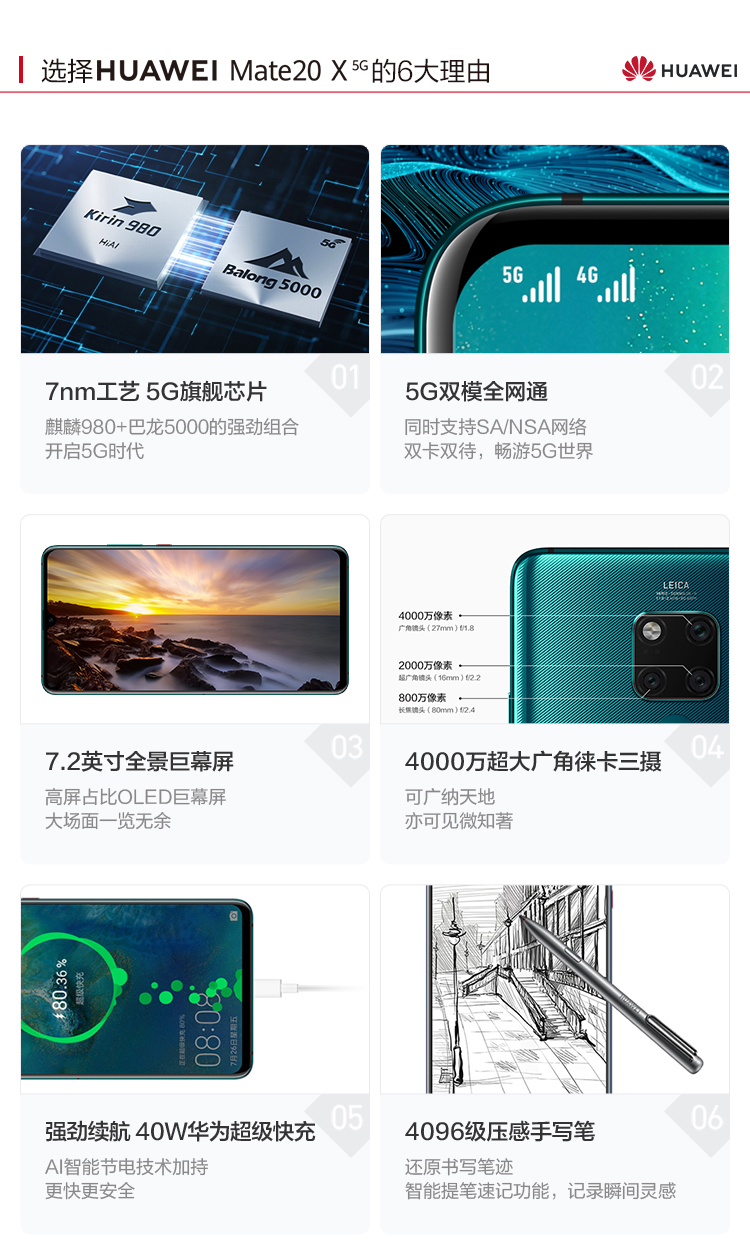 选择HUAWEI Mate20 X 5G的6大理由
HUAWEI
Kirin 980
HiAI
5G
Balong 5000
5G 4G
01
7nm工艺 5G旗舰芯片
麒麟980+巴龙5000的强劲组合
开启5G时代
02
5G双模全网通
同时支持SA/NSA网络
双卡双待，畅游5G世界
03
7.2英寸全景巨幕屏
高屏占比OLED巨幕屏
大场面一览无余
LEICA
4000万像素
广角镜头（27mm）f/1.8
2000万像素
超广角镜头（16mm）f/2.2
800万像素
长焦镜头（80mm）f/2.4
04
4000万超大广角徕卡三摄
可广纳天地
亦可见微知著
80.36%
超级快充
正在超级快充 80%
08:08
7月26日星期五
05
强劲续航 40W华为超级快充
AI智能节电技术加持
更快更安全
HUAWEI
06
4096级压感手写笔
还原书写笔迹
智能提笔速记功能，记录瞬间灵感